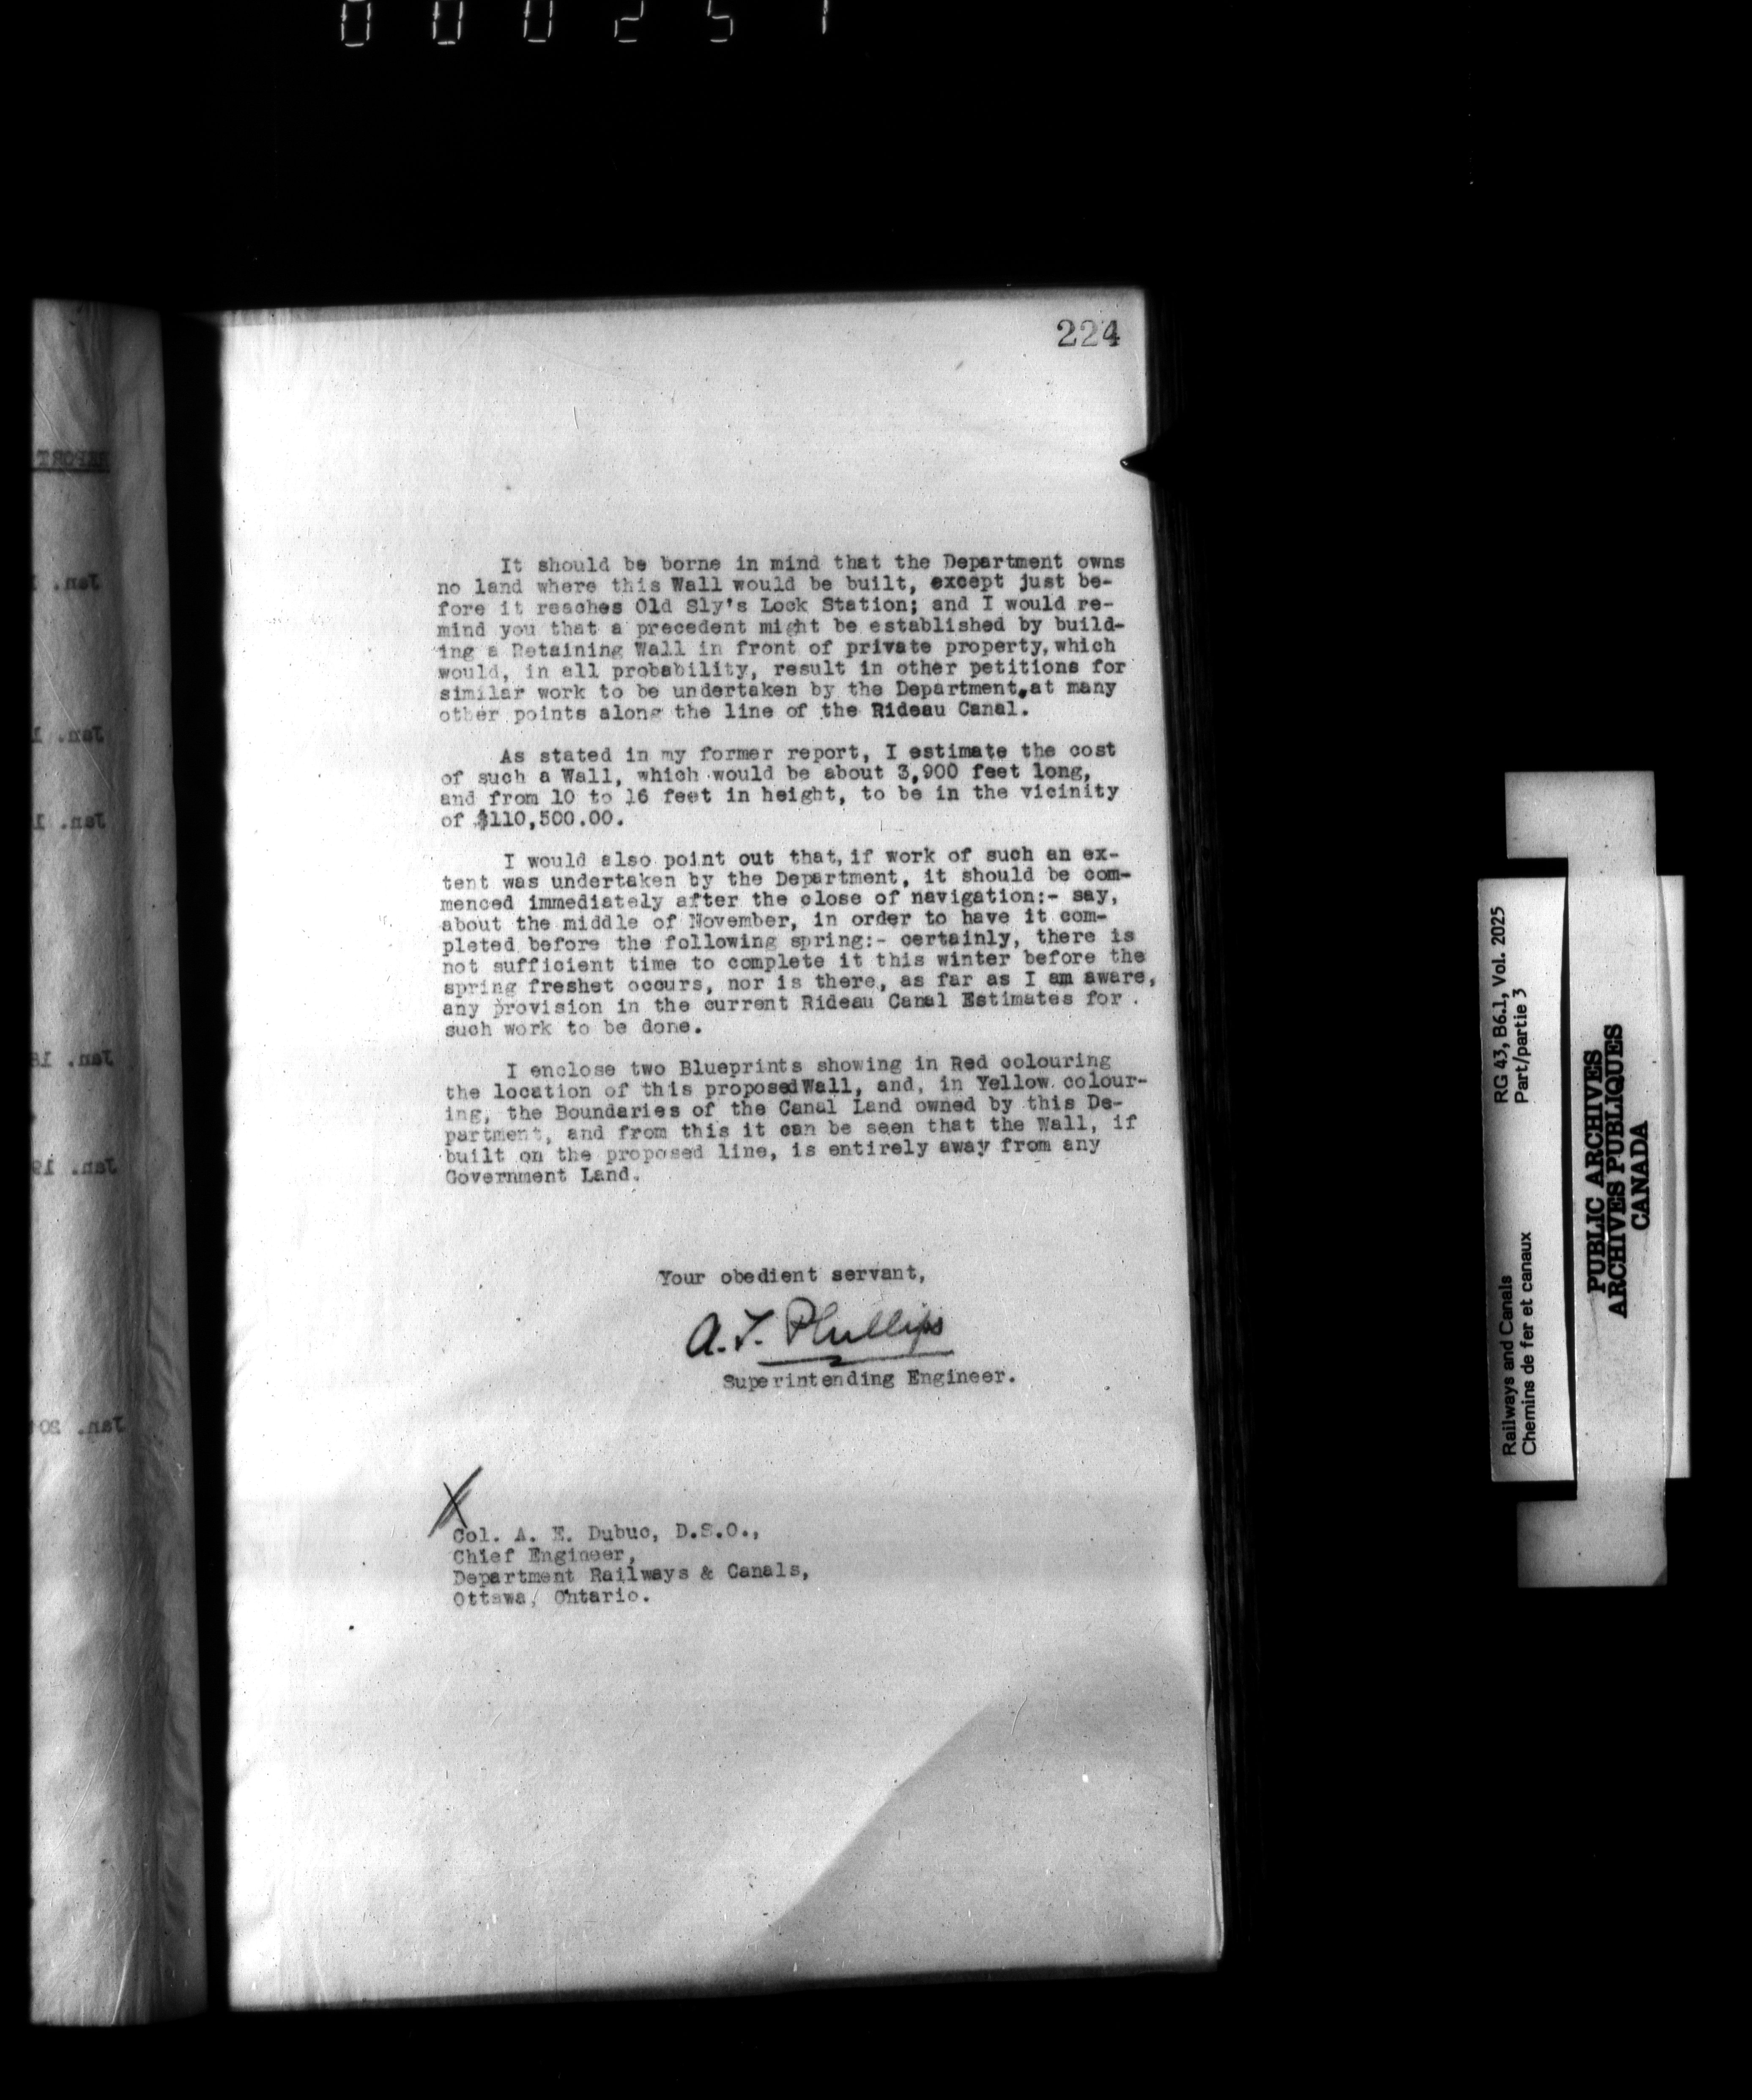 000257
224
It should be borne in mind that the Department owns
no land where this Wall would be built, except just be-
fore it reaches Old Sly's Lock Station; and I would re-
mind you that a precedent might be established by build-
ing a Retaining Wall in front of private property, which
would, in all probability, result in other petitions for
similar work to be undertaken by the Department, at many
other points along the line of the Rideau Canal.
As stated in my former report, I estimate the cost
of such a Wall, which would be about 3,900 feet long,
and from 10 to 16 feet in height, to be in the vicinity
of $110,500.00.
I would also point out that, if work of such an ex-
tent was undertaken by the Department, it should be com-
menced immediately after the close of navigation:- say,
about the middle of November, in order to have it com-
pleted before the following spring:- certainly, there is
not sufficient time to complete it this winter before the
spring freshet occurs, nor is there, as far as I am aware,
any provision in the current Rideau Canal Estimates for
such work to be done.
I enclose two Blueprints showing in Red colouring
the location of this proposed Wall, and, in Yellow colour-
ing, the Boundaries of the Canal Land owned by this De-
partment, and from this it can be seen that the Wall, if
built on the proposed line, is entirely away from any
Government Land.
Your obedient servant,
A.T. Phillips
Superintending Engineer.
Col. A. E. Dubuc, D.S.O.,
Chief Engineer,
Department Railways & Canals,
Ottawa, Ontario.
Railways and Canals RG 43, B6.1, Vol. 2025
Chemins de fer et canaux Part/partie 3
PUBLIC ARCHIVES
ARCHIVES PUBLIQUES
CANADA